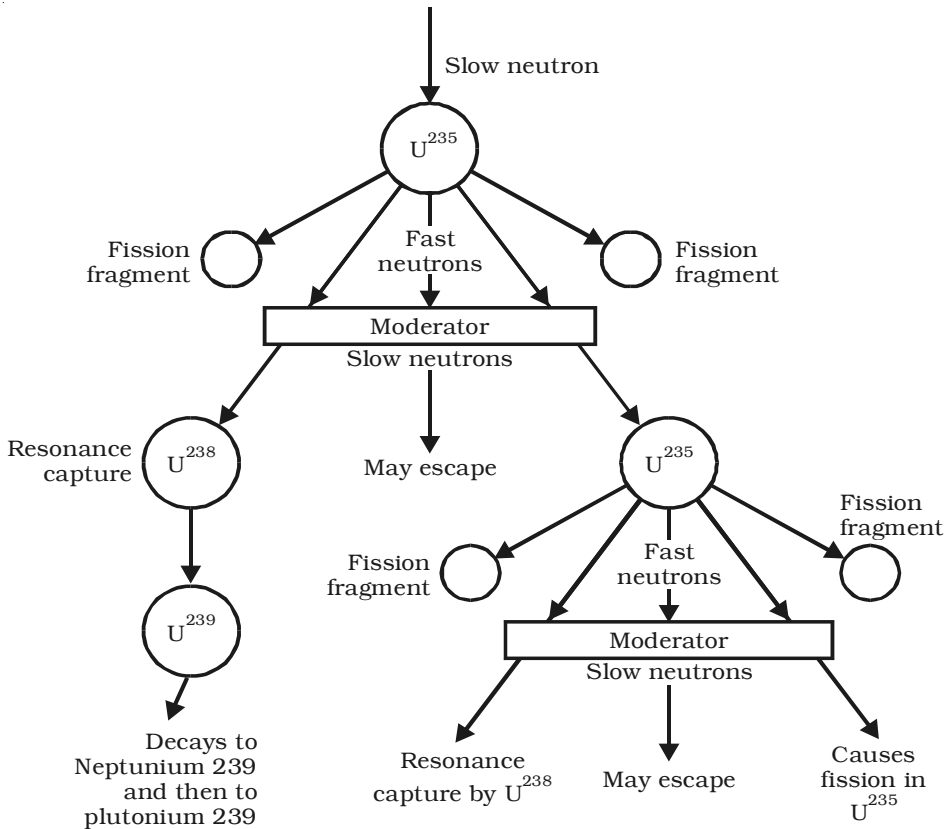 Slow neutron
U235
Fission
fragment
Fast
neutrons
Fission
fragment
Moderator
Slow neutrons
Resonance
capture
U238
May escape
U235
Fission
fragment
Fission
fragment
Fast
neutrons
U239
Moderator
Slow neutrons
Decays to
Neptunium 239
and then to
plutonium 239
Resonance
capture by U238
May escape
Causes
fission in
U235